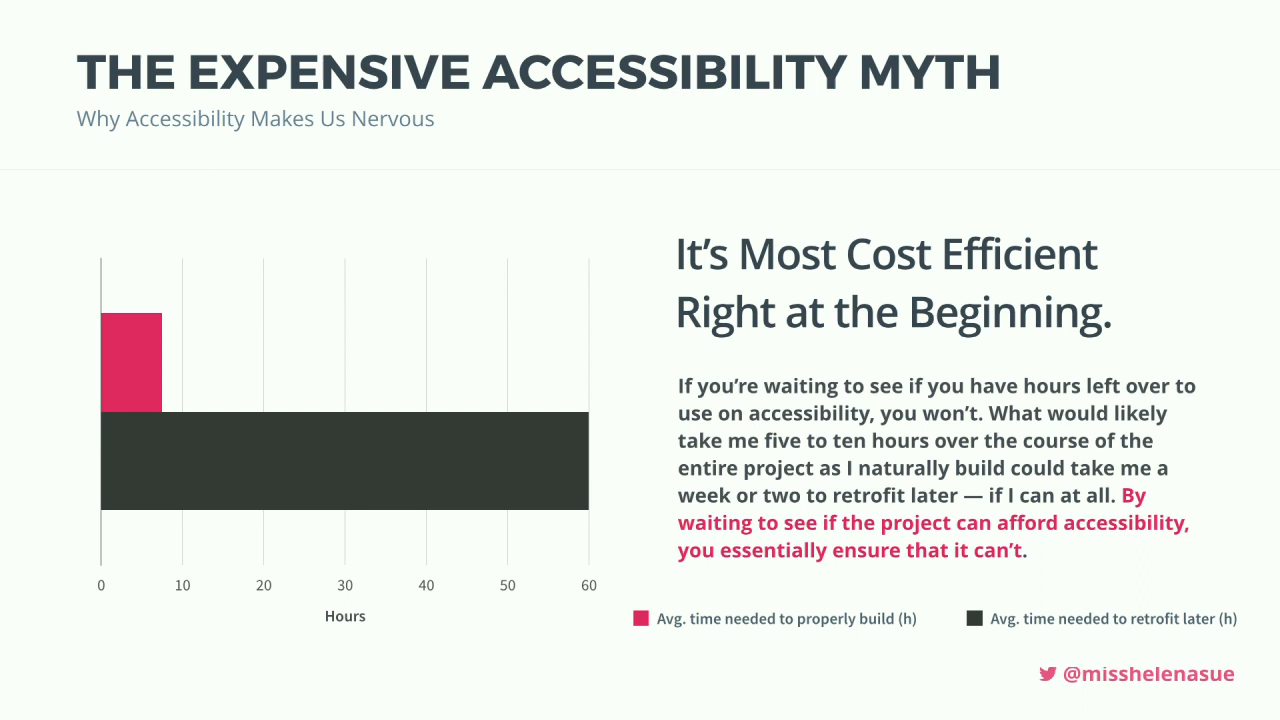 THE EXPENSIVE ACCESSIBILITY MYTH
Why Accessibility Makes Us Nervous
It’s Most Cost Efficient
Right at the Beginning.
If you’re waiting to see if you have hours left over to
use on accessibility, you won’t. What would likely
take me five to ten hours over the course of the
entire project as I naturally build could take me a
week or two to retrofit later — if I can at all. By
waiting to see if the project can afford accessibility,
you essentially ensure that it can’t.
0 10 20 30 40 50 60
Hours
Avg. time needed to properly build (h)
Avg. time needed to retrofit later (h)
@misshelenasue